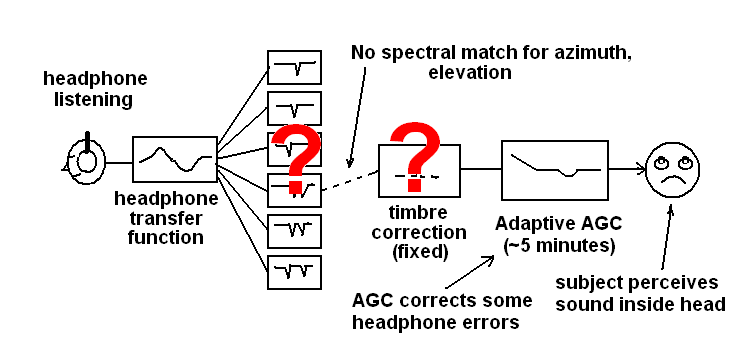 headphone
listening
headphone
transfer
function
?
No spectral match for azimuth,
elevation
?
timbre
correction
(fixed)
Adaptive AGC
(~5 minutes)
AGC corrects some
headphone errors
subject perceives
sound inside head